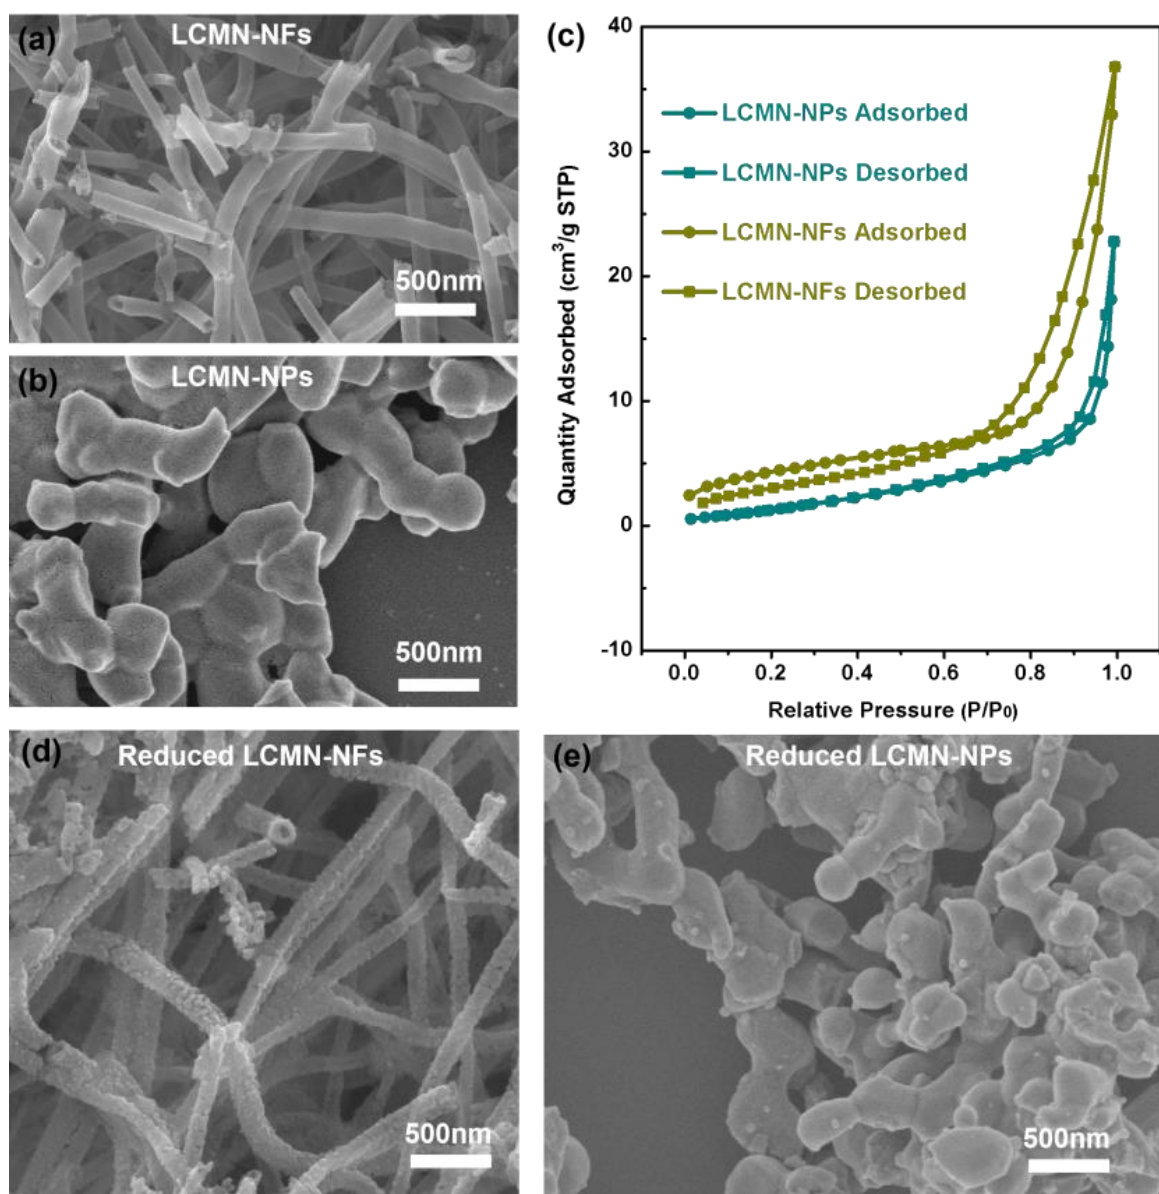 (a)
LCMN-NFs
500nm
(b)
LCMN-NPs
500nm
(c)
40
30
20
10
0
-10
Quantity Adsorbed (cm³/g STP)
LCMN-NPs Adsorbed
LCMN-NPs Desorbed
LCMN-NFs Adsorbed
LCMN-NFs Desorbed
0.0 0.2 0.4 0.6 0.8 1.0
Relative Pressure (P/P₀)
(d)
Reduced LCMN-NFs
500nm
(e)
Reduced LCMN-NPs
500nm